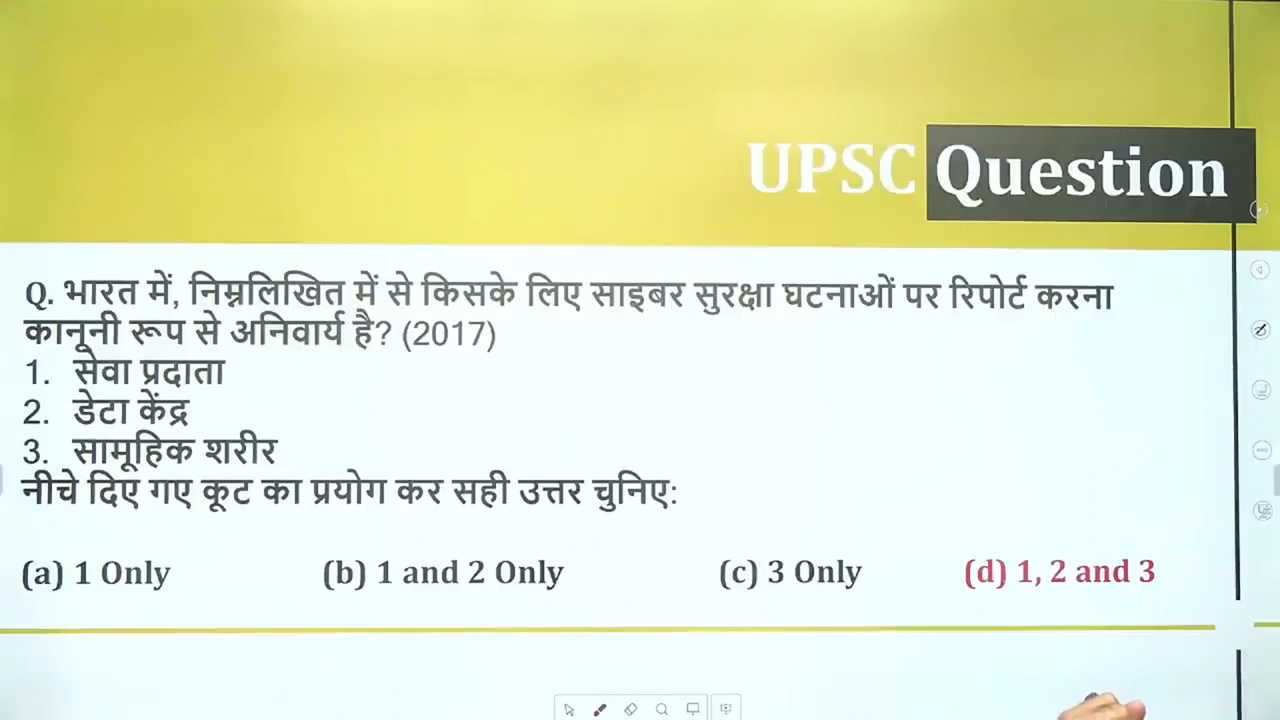 UPSC Question
Q. भारत में, निम्नलिखित में से किसके लिए साइबर सुरक्षा घटनाओं पर रिपोर्ट करना
कानूनी रूप से अनिवार्य है? (2017)
1. सेवा प्रदाता
2. डेटा केंद्र
3. सामूहिक शरीर
नीचे दिए गए कूट का प्रयोग कर सही उत्तर चुनिए:
(a) 1 Only (b) 1 and 2 Only (c) 3 Only (d) 1, 2 and 3